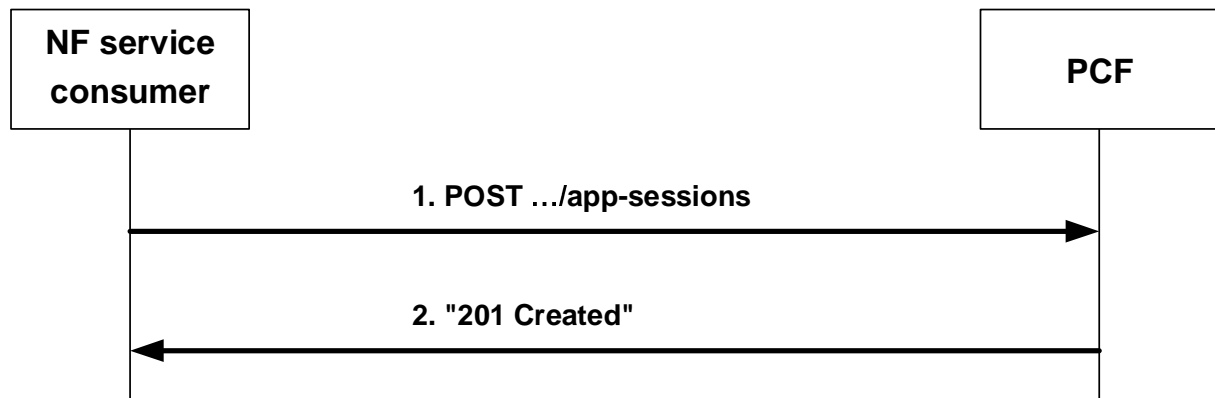 NF service
consumer
PCF
1. POST …/app-sessions
2. "201 Created"